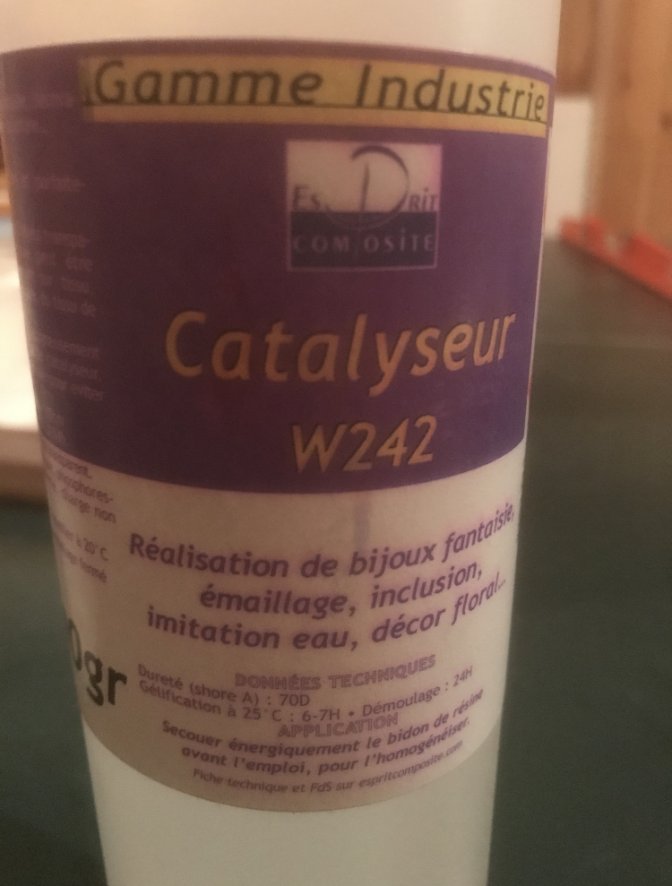 Gamme Industrie
ESPRIT
COMPOSITE
Catalyseur
W242
Réalisation de bijoux fantaisie,
émaillage, inclusion,
imitation eau, décor floral...
gr
DONNÉES TECHNIQUES
Dureté (shore A) : 70D
Gélification à 25°C : 6-7H • Démoulage : 24H
APPLICATION
Secouer énergiquement le bidon de résine
avant l'emploi, pour l'homogénéiser.
Fiche technique et FdS sur espritcomposite.com